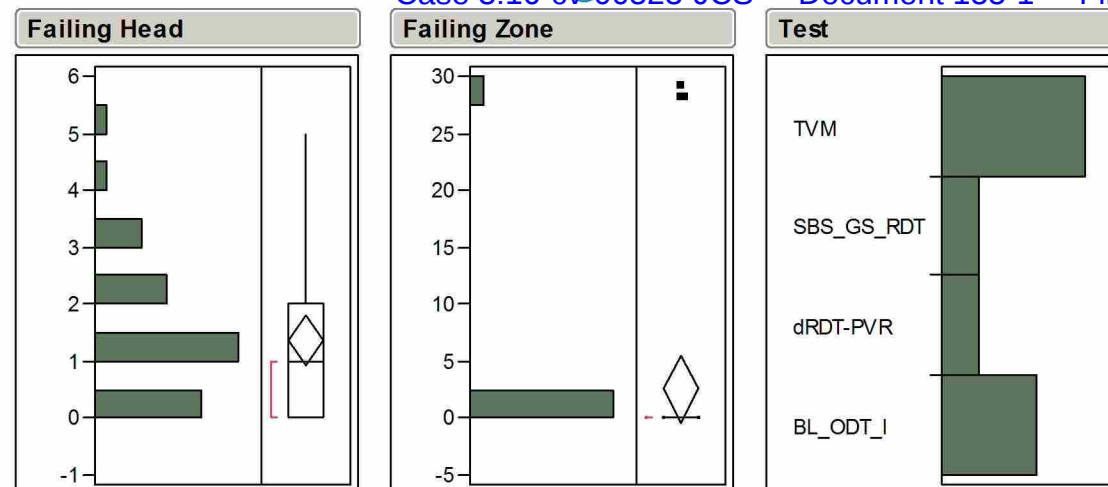 Failing Head
6
5
4
3
2
1
0
-1
Failing Zone
30
25
20
15
10
5
0
-5
Test
TVM
SBS_GS_RDT
dRDT-PVR
BL_ODT_I